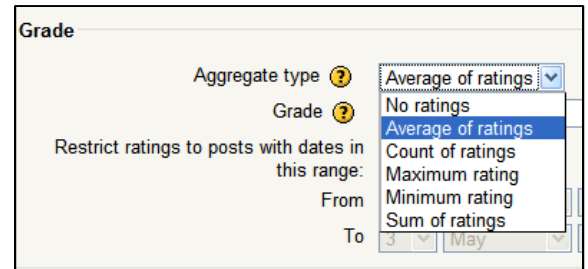 Grade
Aggregate type ? Average of ratings
Grade ? No ratings
Average of ratings
Restrict ratings to posts with dates in Count of ratings
this range: Maximum rating
From Minimum rating
Sum of ratings
To 3 May